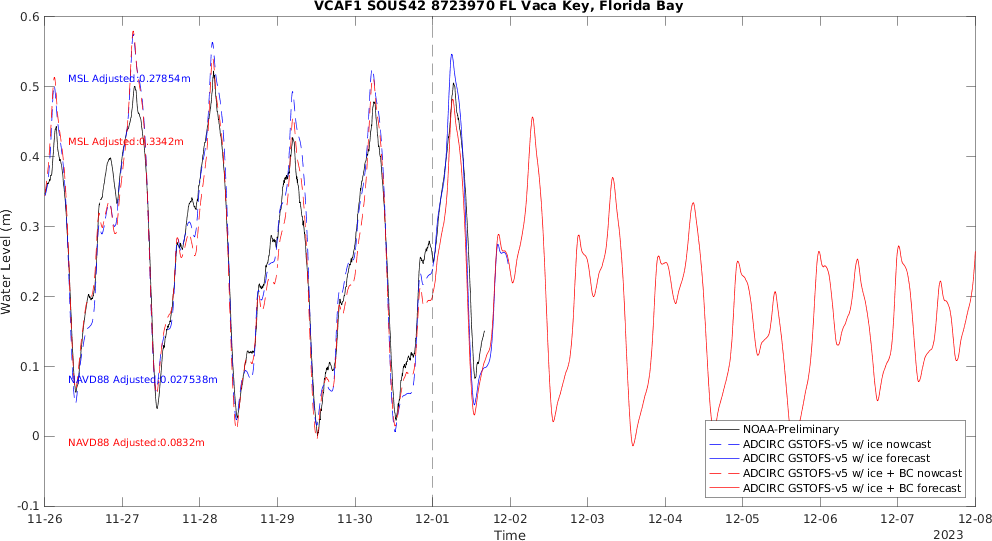 VCAF1 SOUS42 8723970 FL Vaca Key, Florida Bay
Water Level (m)
0.6
0.5
0.4
0.3
0.2
0.1
0
-0.1
MSL Adjusted:0.27854m
MSL Adjusted:0.3342m
NAVD88 Adjusted:0.027538m
NAVD88 Adjusted:0.0832m
NOAA-Preliminary
ADCIRC GSTOFS-v5 w/ ice nowcast
ADCIRC GSTOFS-v5 w/ ice forecast
ADCIRC GSTOFS-v5 w/ ice + BC nowcast
ADCIRC GSTOFS-v5 w/ ice + BC forecast
11-26 11-27 11-28 11-29 11-30 12-01 12-02 12-03 12-04 12-05 12-06 12-07 12-08
Time
2023